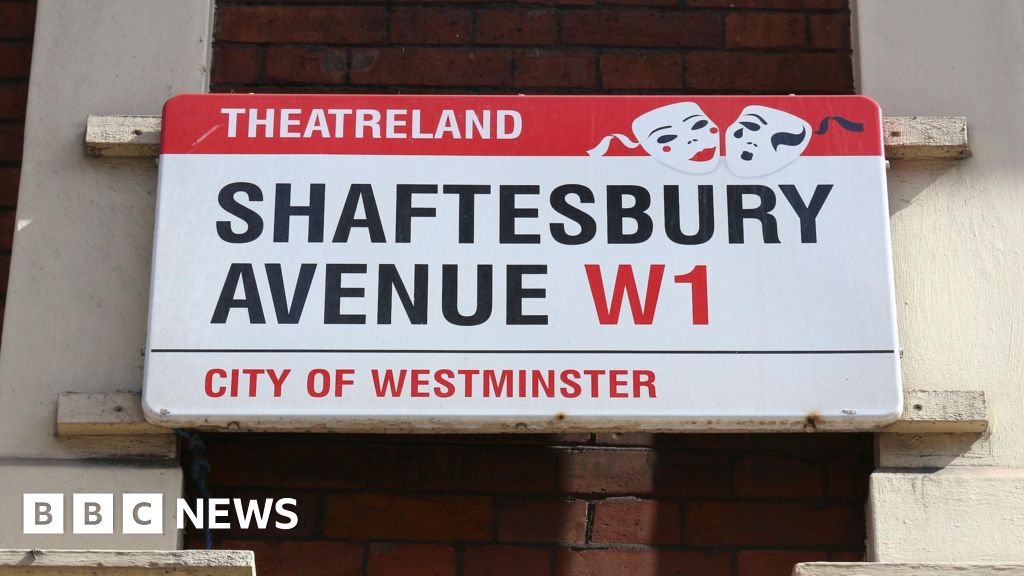 THEATRELAND
SHAFTESBURY
AVENUE W1
CITY OF WESTMINSTER
BBC NEWS